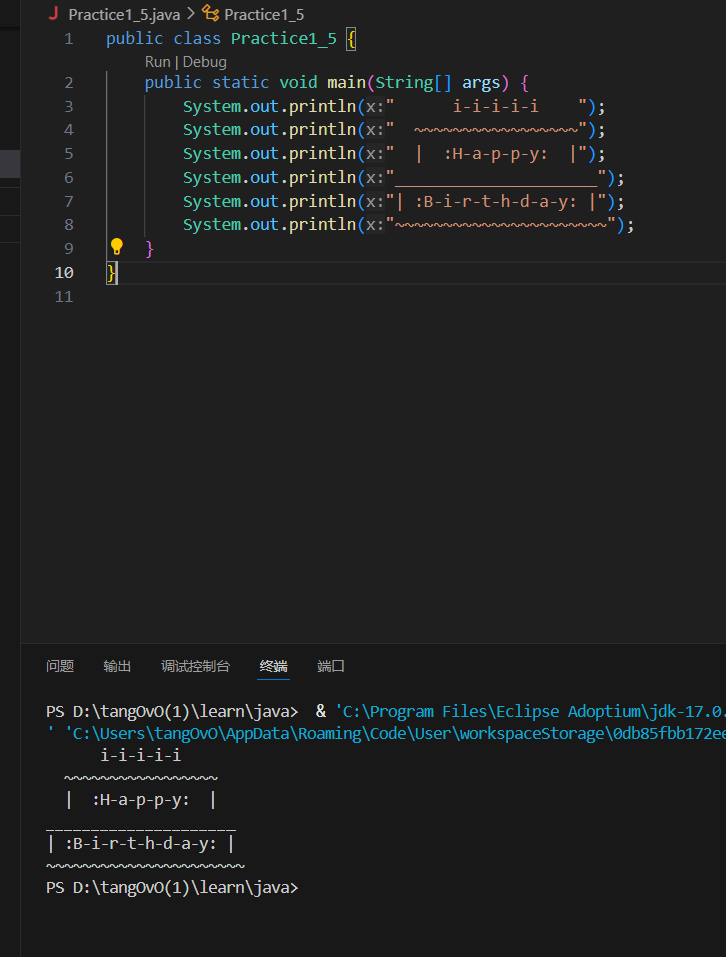 Practice1_5.java > Practice1_5
1 public class Practice1_5 {
Run | Debug
2     public static void main(String[] args) {
3         System.out.println(x:"      i-i-i-i-i    ");
4         System.out.println(x:"  ~~~~~~~~~~~~~~~~~");
5         System.out.println(x:"  |  :H-a-p-p-y:  |");
6         System.out.println(x:"_____________________");
7         System.out.println(x:"| :B-i-r-t-h-d-a-y: |");
8         System.out.println(x:"~~~~~~~~~~~~~~~~~~~~~~");
9     }
10 }
11
问题 输出 调试控制台 终端 端口
PS D:\tangOvO(1)\learn\java>  & 'C:\Program Files\Eclipse Adoptium\jdk-17.0.
' 'C:\Users\tangOvO\AppData\Roaming\Code\User\workspaceStorage\0db85fbb172ee
      i-i-i-i-i
  ~~~~~~~~~~~~~~~~~
  |  :H-a-p-p-y:  |
_____________________
| :B-i-r-t-h-d-a-y: |
~~~~~~~~~~~~~~~~~~~~~~
PS D:\tangOvO(1)\learn\java>